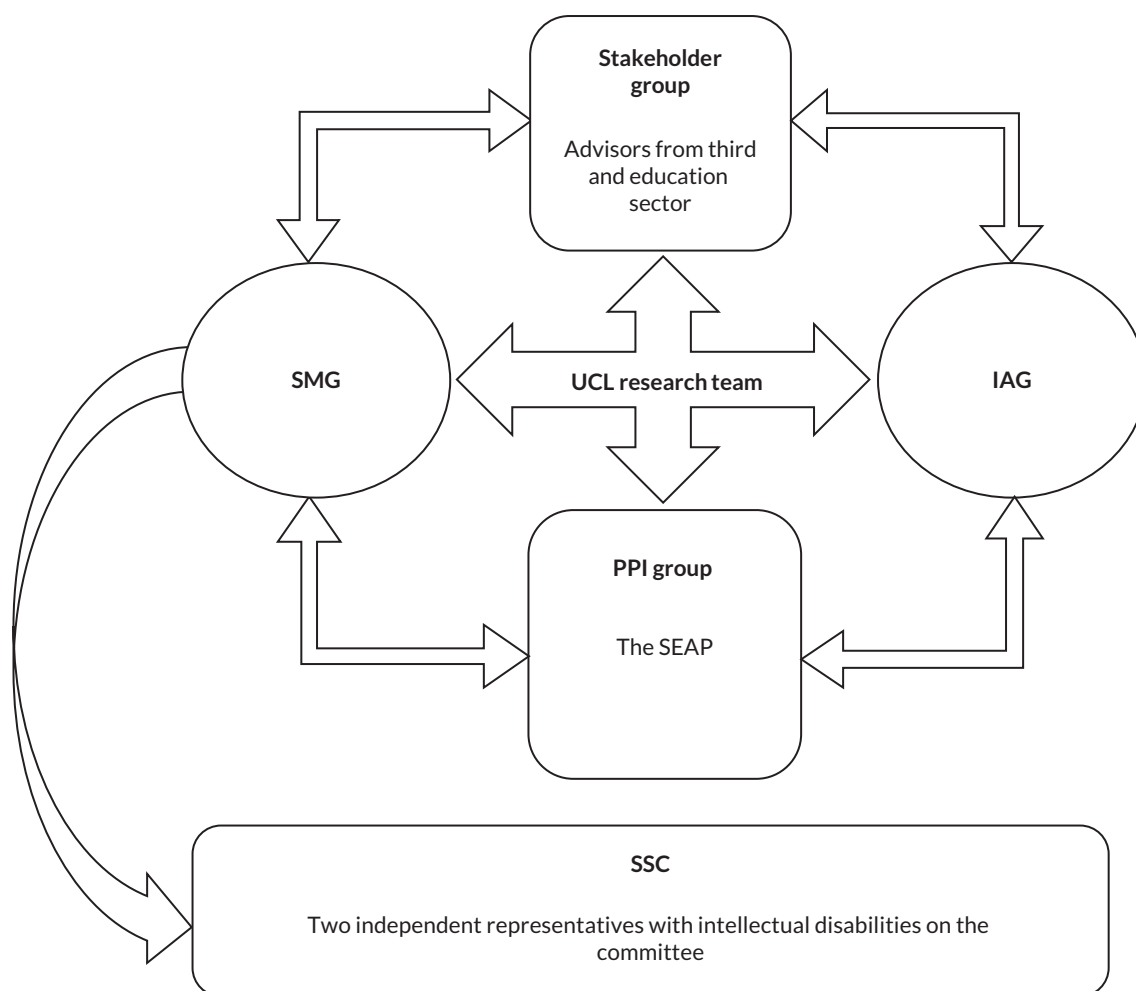 Stakeholder
group
Advisors from third
and education
sector
SMG
UCL research team
IAG
PPI group
The SEAP
SSC
Two independent representatives with intellectual disabilities on the
committee